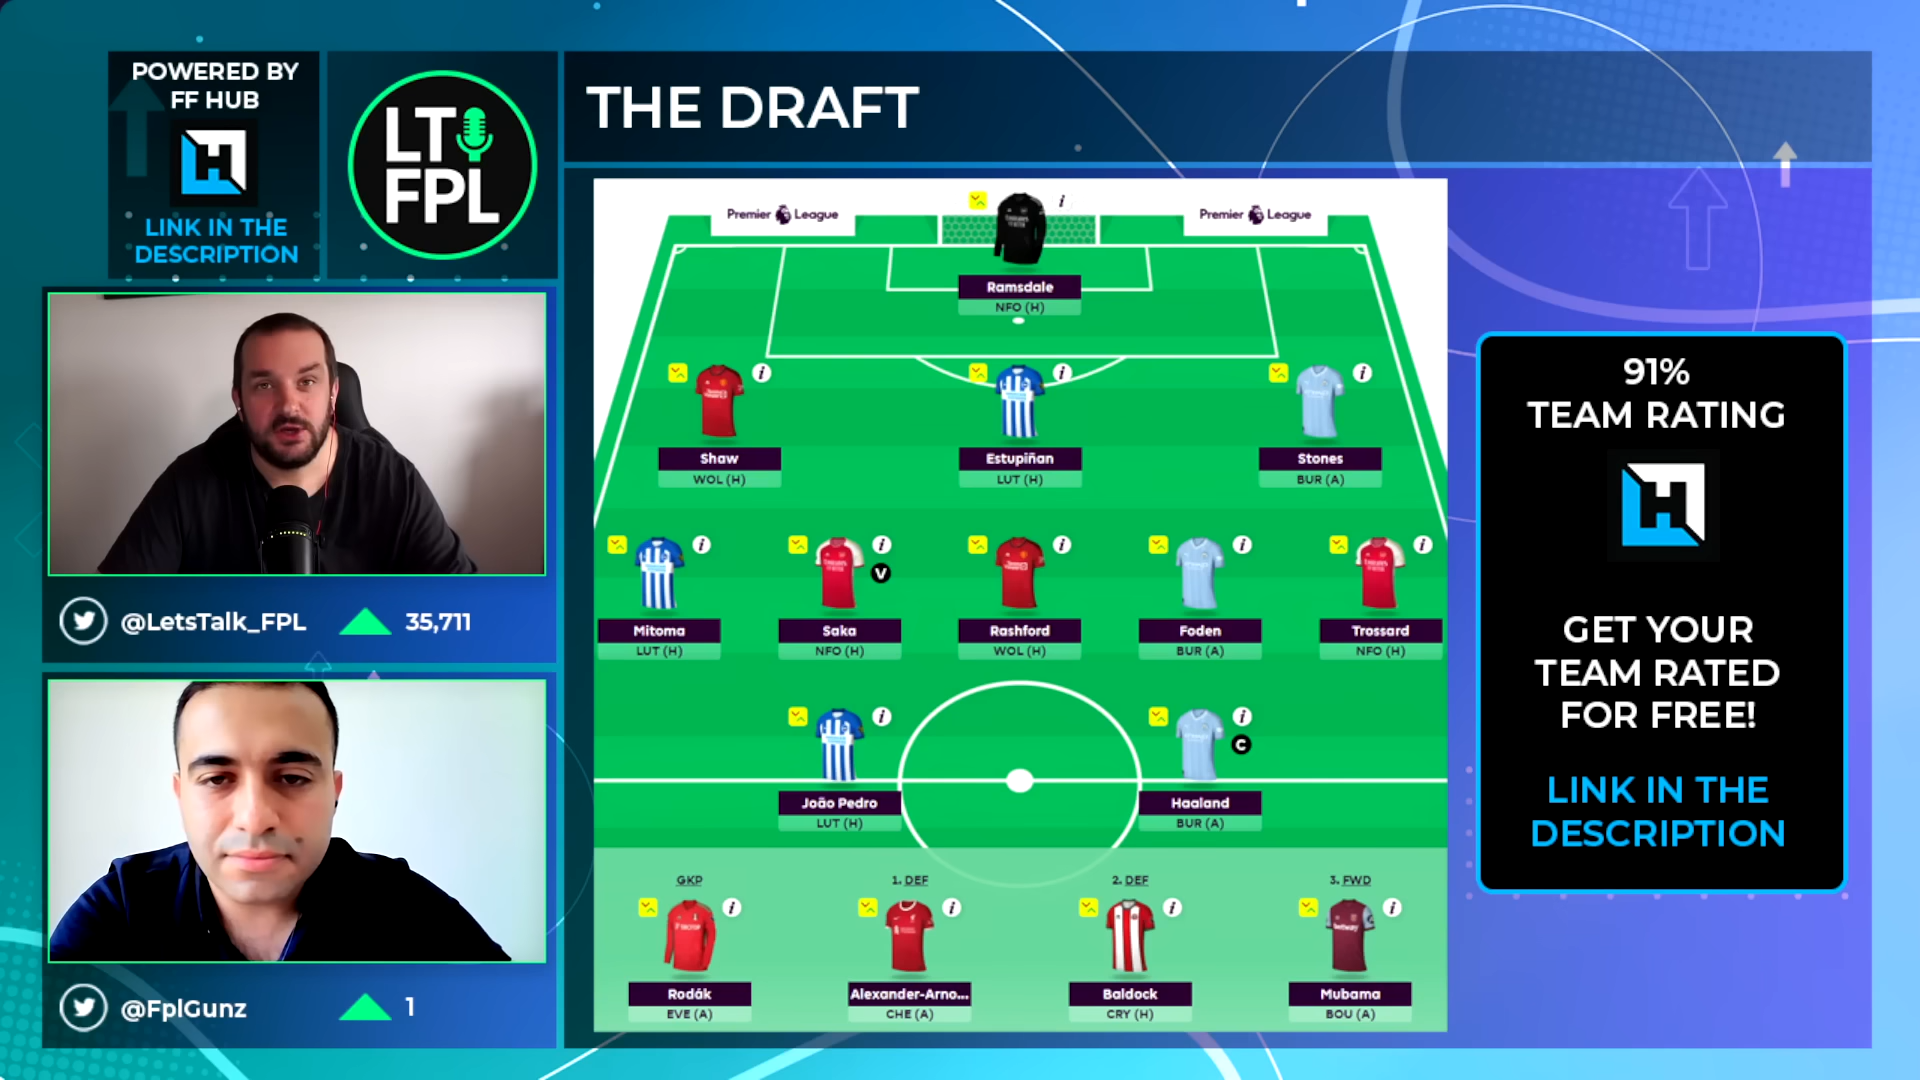 POWERED BY
FF HUB
LINK IN THE
DESCRIPTION
LT
FPL
THE DRAFT
@LetsTalk_FPL
35,711
@FplGunz
1
Premier League
Premier League
i
Ramsdale
NFO (H)
i
i
i
Shaw
Estupiñan
Stones
WOL (H)
LUT (H)
BUR (A)
i
i
i
i
i
V
Mitoma
Saka
Rashford
Foden
Trossard
LUT (H)
NFO (H)
WOL (H)
BUR (A)
NFO (H)
i
i
C
João Pedro
Haaland
LUT (H)
BUR (A)
GKP
1. DEF
2. DEF
3. FWD
i
i
i
i
Rodák
Alexander-Arno...
Baldock
Mubama
EVE (A)
CHE (A)
CRY (H)
BOU (A)
91%
TEAM RATING
GET YOUR
TEAM RATED
FOR FREE!
LINK IN THE
DESCRIPTION